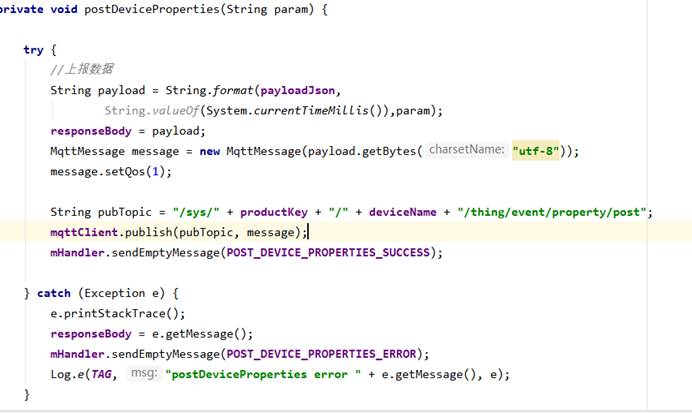 private void postDeviceProperties(String param) {
try {
//上报数据
String payload = String.format(payloadJson,
String.valueOf(System.currentTimeMillis()),param);
responseBody = payload;
MqttMessage message = new MqttMessage(payload.getBytes( charsetName: "utf-8"));
message.setQos(1);
String pubTopic = "/sys/" + productKey + "/" + deviceName + "/thing/event/property/post";
mqttClient.publish(pubTopic, message);
mHandler.sendEmptyMessage(POST_DEVICE_PROPERTIES_SUCCESS);
} catch (Exception e) {
e.printStackTrace();
responseBody = e.getMessage();
mHandler.sendEmptyMessage(POST_DEVICE_PROPERTIES_ERROR);
Log.e(TAG, msg: "postDeviceProperties error " + e.getMessage(), e);
}